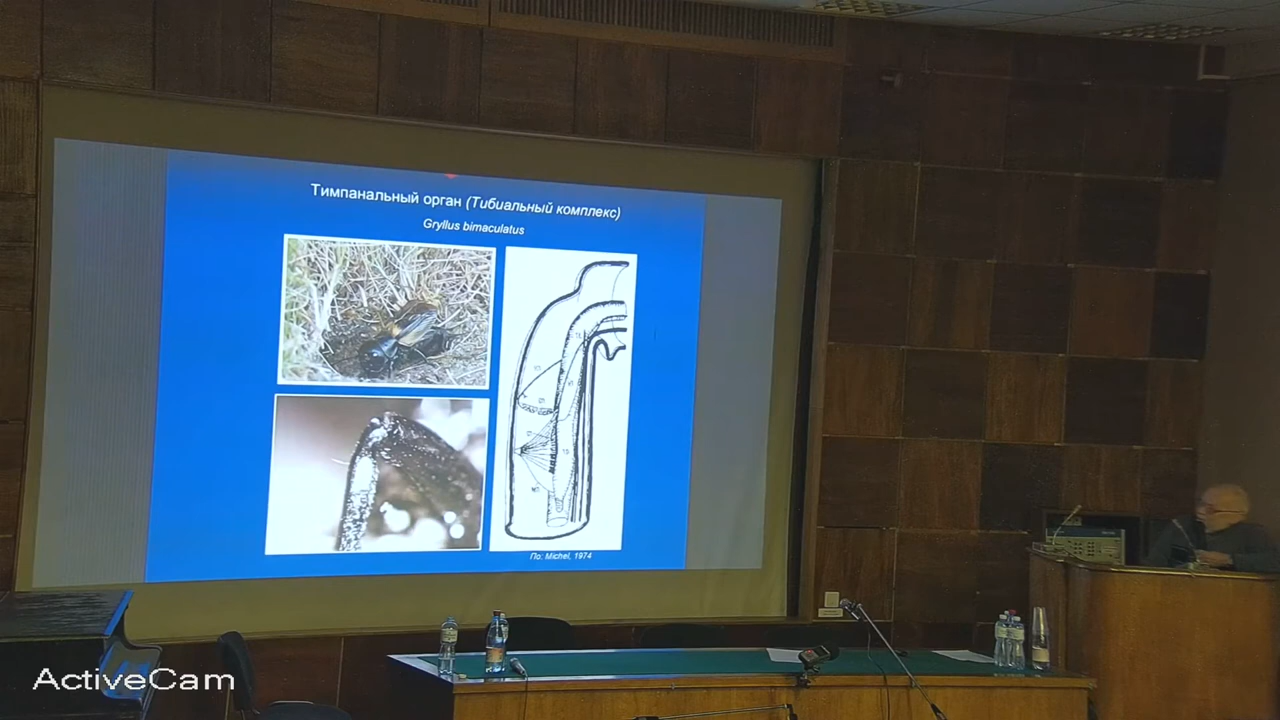 Тимпанальный орган (Тибиальный комплекс)
Gryllus bimaculatus
По: Michel, 1974
ActiveCam